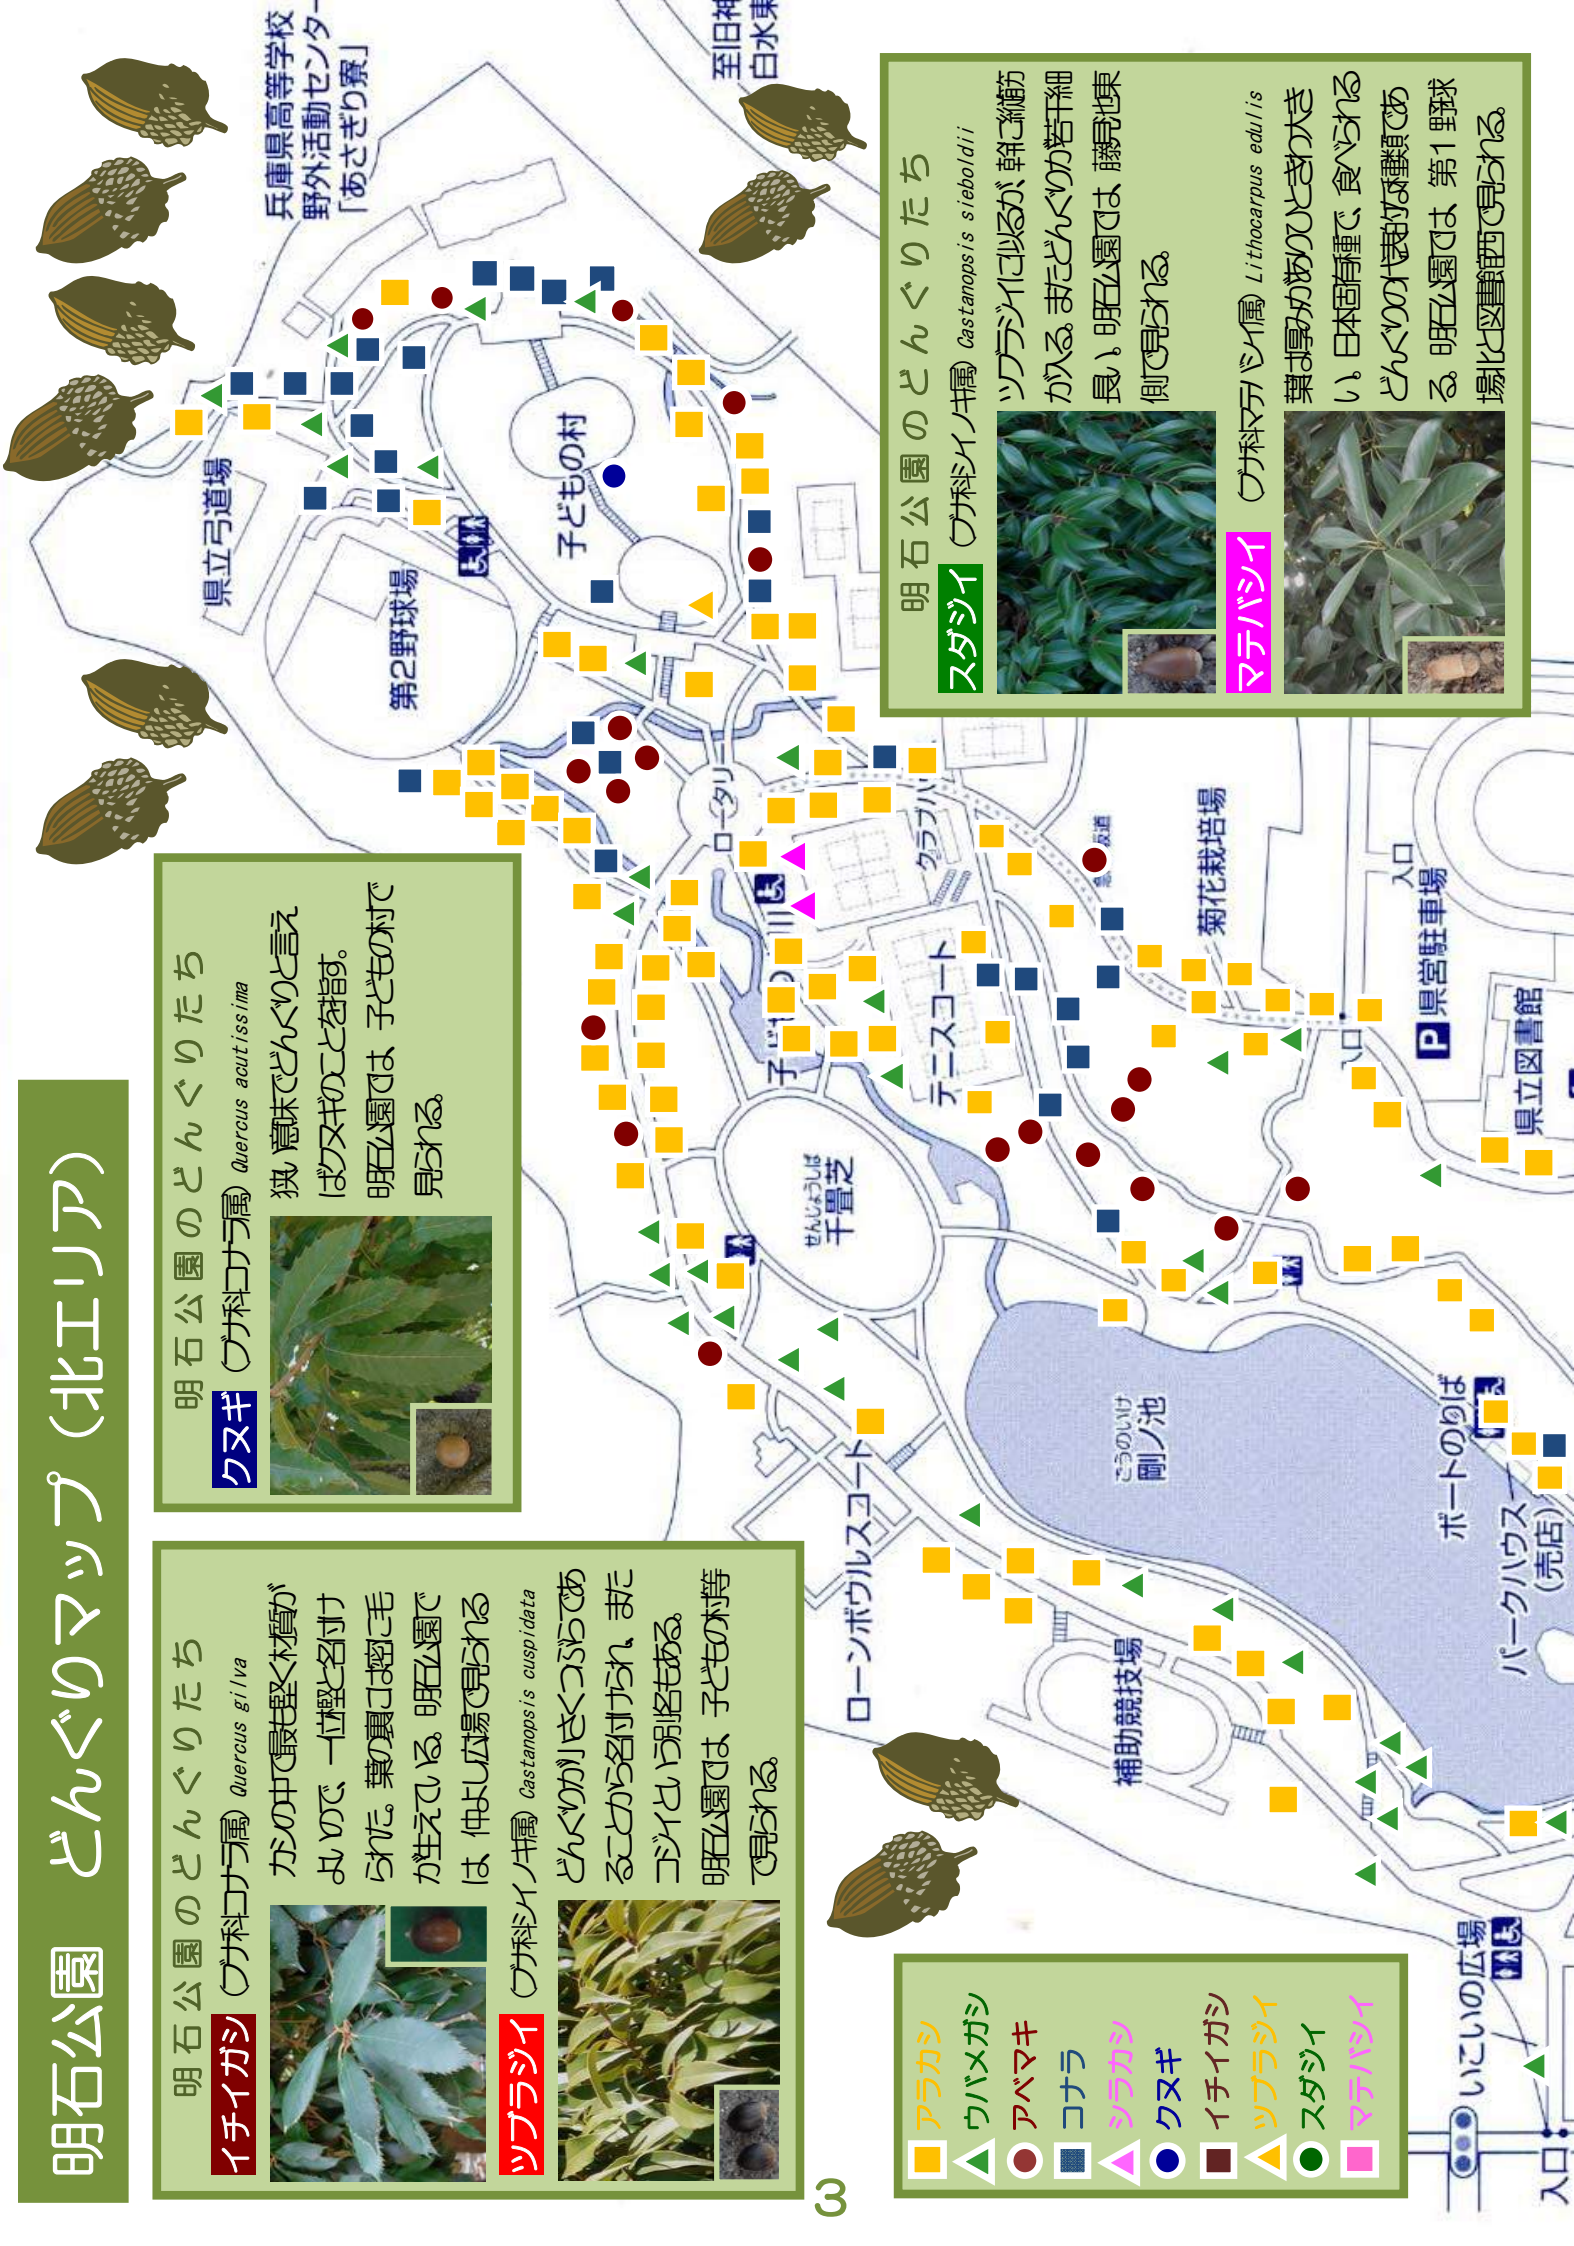 明石公園 どんぐりマップ（北エリア）
明石公園のどんぐりたち
イチイガシ（ブナ科コナラ属）Quercus gilva
カシの中で最も堅く材質が
よいので、一位樫と名付け
られた。葉の裏には密に毛
が生えている。明石公園で
は、仲よし広場で見られる
ツブラジイ（ブナ科シイノキ属）Castanopsis cuspidata
どんぐりが小さくつぶらであ
ることから名付けられ、また
コジイという別名もある。
明石公園では、子どもの村等
で見られる。
明石公園のどんぐりたち
クヌギ（ブナ科コナラ属）Quercus acutissima
狭い意味でどんぐりと言え
ばクヌギのことを指す。
明石公園では、子どもの村で
見られる。
明石公園のどんぐりたち
スダジイ（ブナ科シイノキ属）Castanopsis sieboldii
ツブラジイに似るが、幹に縦筋
が入る。またどんぐりが若干細
長い。明石公園では、藤見池東
側で見られる。
マテバシイ（ブナ科マテバシイ属）Lithocarpus edulis
葉は厚みがありひときわ大き
い。日本固有種で、食べられる
どんぐりの代表的な種類であ
る。明石公園では、第1野球
場北と図書館西で見られる。
アラカシ
ウバメガシ
アベマキ
コナラ
シラカシ
クヌギ
イチイガシ
ツブラジイ
スダジイ
マテバシイ
兵庫県高等学校
野外活動センター
「あさぎり寮」
至旧神
白水東
県立弓道場
第2野球場
子どもの村
ロータリー
クラブハ
テニスコート
せんじょうじば
千畳芝
菊花栽培場
入口
P県営駐車場
県立図書館
入口
ローンボウルスコート
こうのいけ
剛ノ池
ボートのりば
パークハウス
（売店）
補助競技場
いこいの広場
入口
3